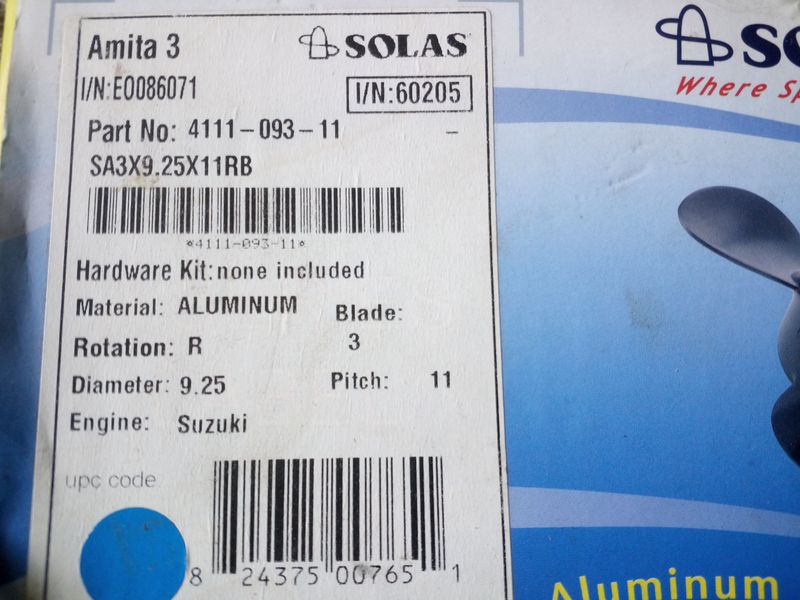 Amita 3
SOLAS
I/N:E0086071
I/N:60205
Part No: 4111-093-11 -
SA3X9.25X11RB
*4111-093-11*
Hardware Kit: none included
Material: ALUMINUM
Blade:
3
Rotation: R
Diameter: 9.25
Pitch: 11
Engine: Suzuki
upc code
8 24375 00765 1
SO
Where Sp
Aluminum